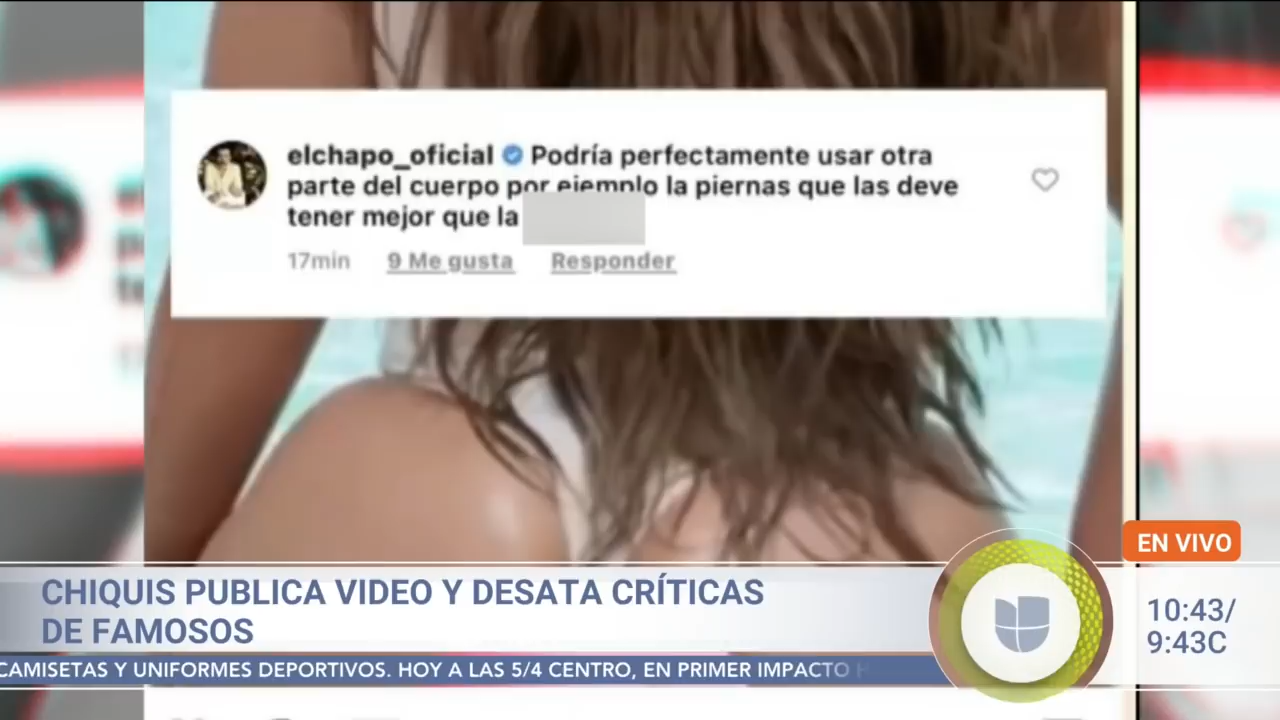 elchapo_oficial Podría perfectamente usar otra
parte del cuerpo por ejemplo la piernas que las deve
tener mejor que la
17min 9 Me gusta Responder
EN VIVO
CHIQUIS PUBLICA VIDEO Y DESATA CRÍTICAS
DE FAMOSOS
10:43/
9:43C
CAMISETAS Y UNIFORMES DEPORTIVOS. HOY A LAS 5/4 CENTRO, EN PRIMER IMPACTO